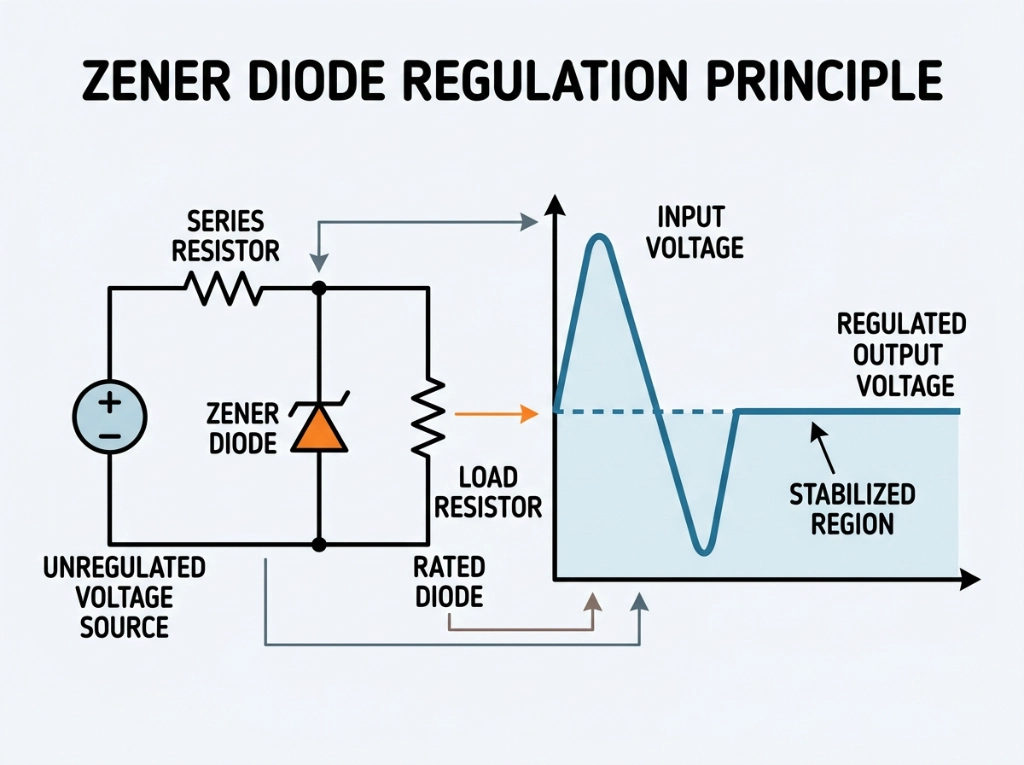 ZENER DIODE REGULATION PRINCIPLE
SERIES
RESISTOR
ZENER
DIODE
LOAD
RESISTOR
UNREGULATED
VOLTAGE
SOURCE
RATED
DIODE
INPUT
VOLTAGE
REGULATED
OUTPUT
VOLTAGE
STABILIZED
REGION